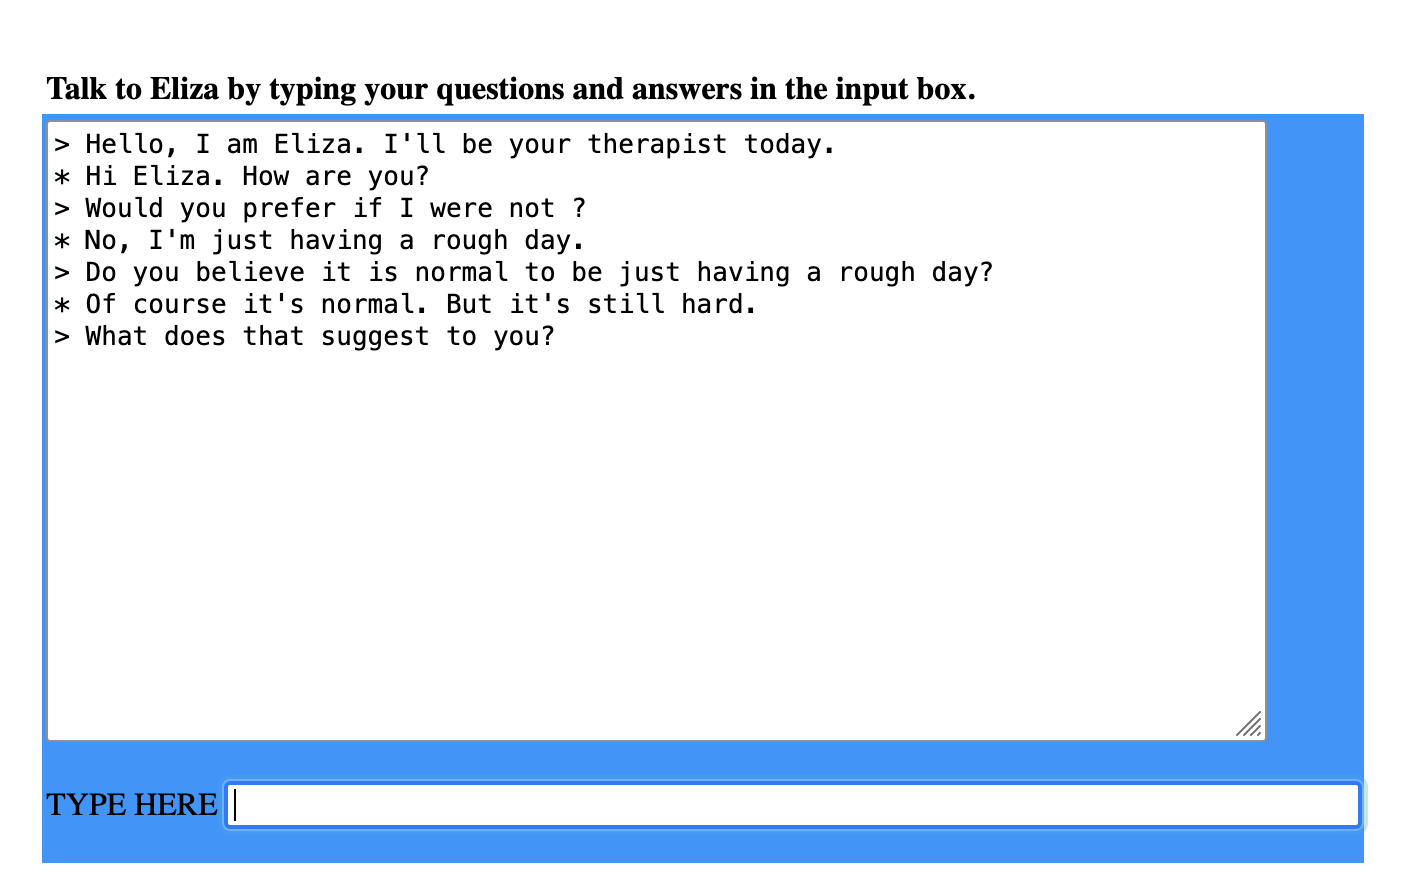 Talk to Eliza by typing your questions and answers in the input box.
> Hello, I am Eliza. I'll be your therapist today.
* Hi Eliza. How are you?
> Would you prefer if I were not ?
* No, I'm just having a rough day.
> Do you believe it is normal to be just having a rough day?
* Of course it's normal. But it's still hard.
> What does that suggest to you?
TYPE HERE